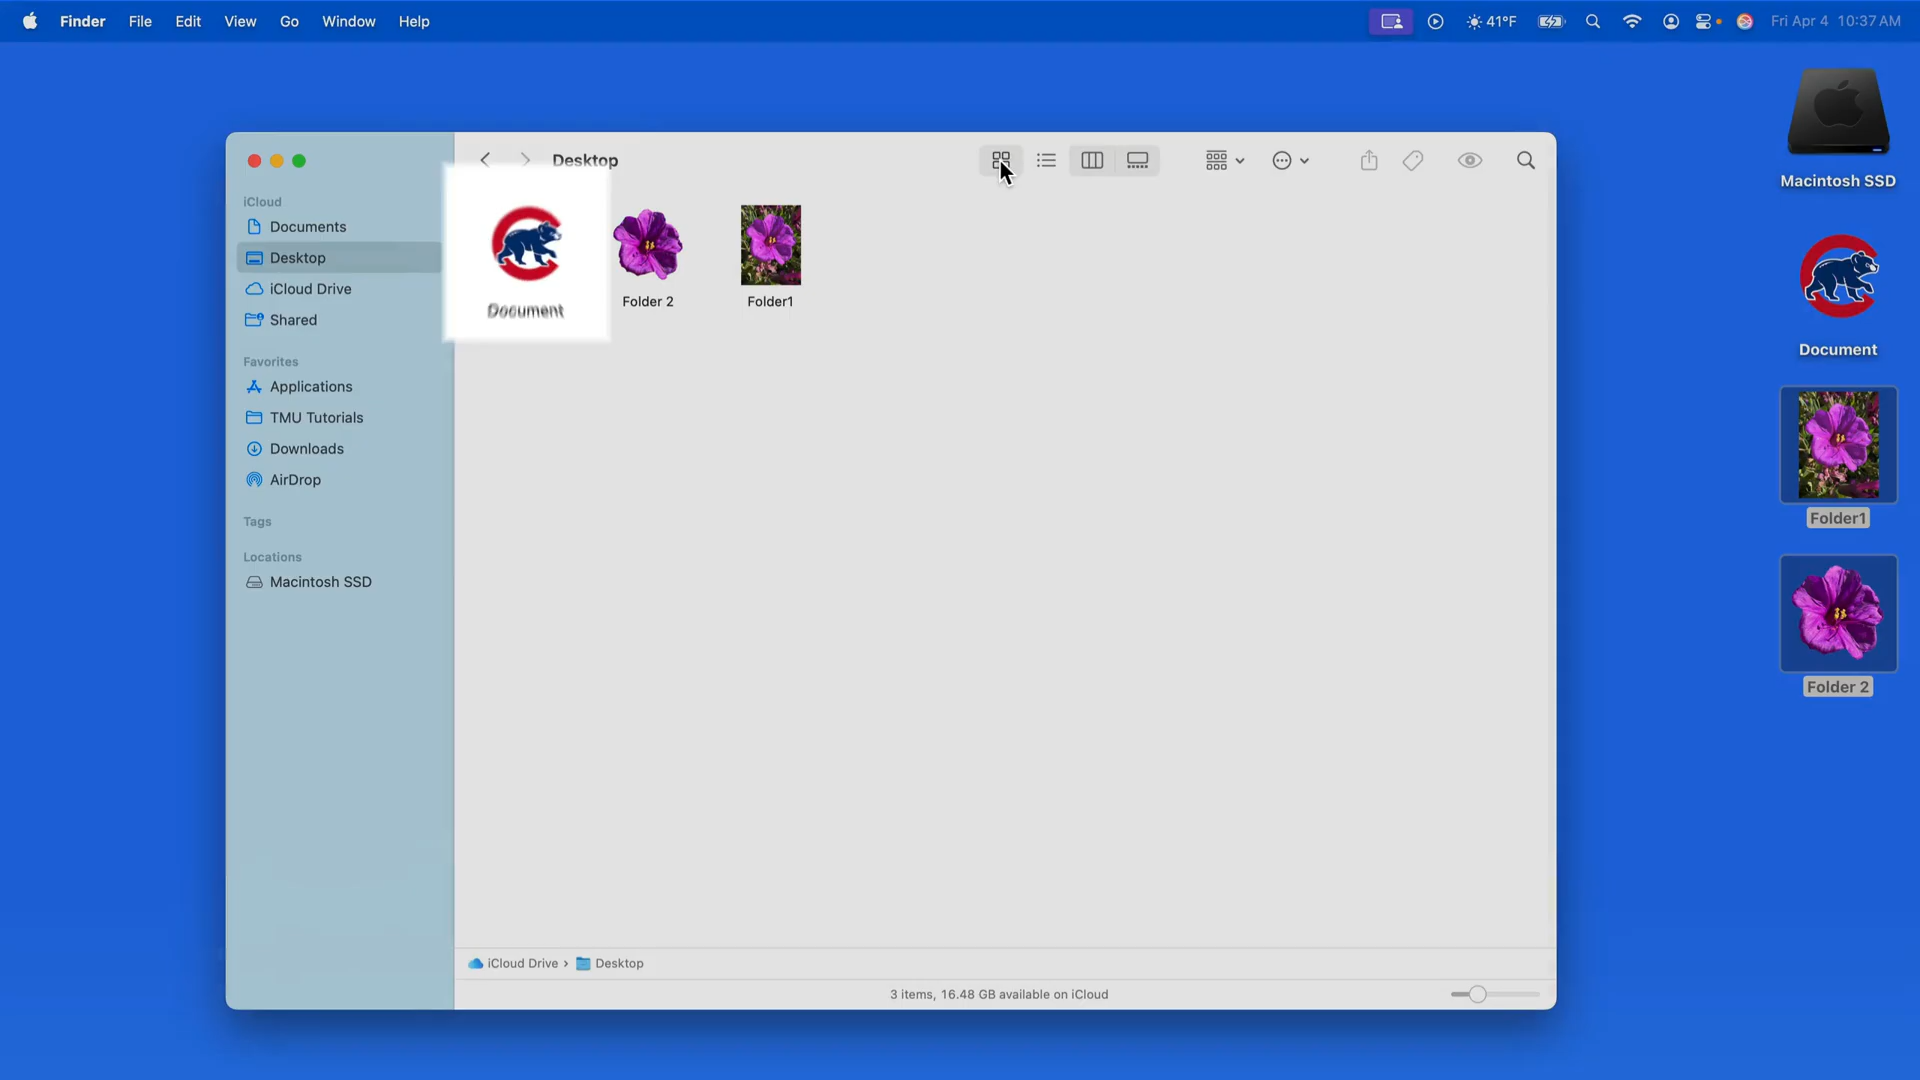 Finder File Edit View Go Window Help 41°F Fri Apr 4 10:37 AM
Desktop
iCloud
Documents
Desktop
iCloud Drive
Shared
Favorites
Applications
TMU Tutorials
Downloads
AirDrop
Tags
Locations
Macintosh SSD
Document
Folder 2
Folder1
iCloud Drive › Desktop
3 items, 16.48 GB available on iCloud
Macintosh SSD
Document
Folder1
Folder 2